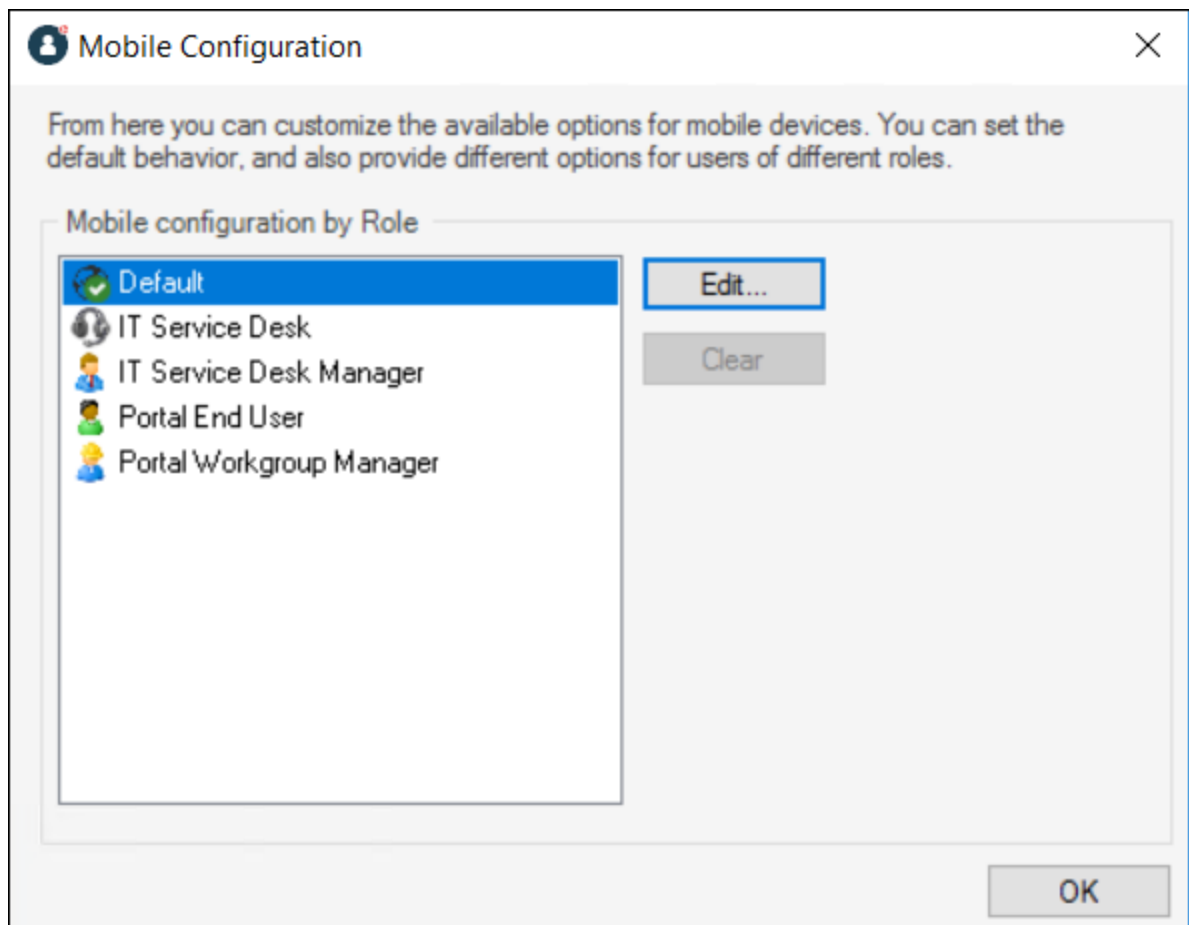 Mobile Configuration
From here you can customize the available options for mobile devices. You can set the
default behavior, and also provide different options for users of different roles.
Mobile configuration by Role
Default
Edit...
IT Service Desk
IT Service Desk Manager
Clear
Portal End User
Portal Workgroup Manager
OK